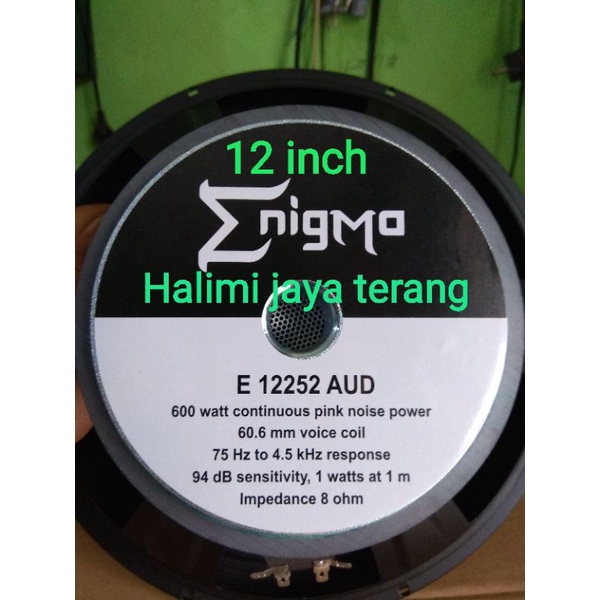 12 inch
Enigma
Halimi jaya terang
E 12252 AUD
600 watt continuous pink noise power
60.6 mm voice coil
75 Hz to 4.5 kHz response
94 dB sensitivity, 1 watts at 1 m
Impedance 8 ohm